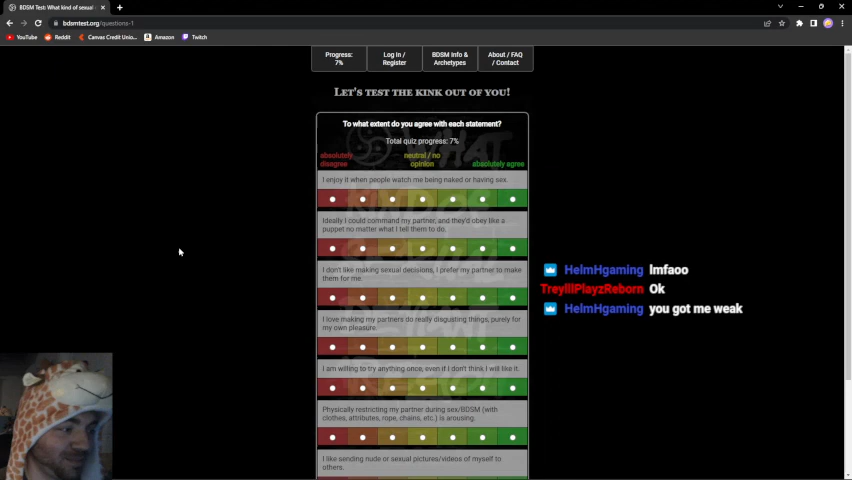 BDSM Test: What kind of sexual
bdsmtest.org/questions-1
YouTube Reddit Canvas Credit Unio... Amazon Twitch
Progress:
7%
Log In /
Register
BDSM Info &
Archetypes
About / FAQ
/ Contact
Let's test the kink out of you!
To what extent do you agree with each statement?
Total quiz progress: 7%
absolutely
disagree
neutral / no
opinion
absolutely agree
I enjoy it when people watch me being naked or having sex.
Ideally I could command my partner, and they'd obey like a
puppet no matter what I tell them to do.
I don't like making sexual decisions, I prefer my partner to make
them for me.
I love making my partners do really disgusting things, purely for
my own pleasure.
I am willing to try anything once, even if I don't think I will like it.
Physically restricting my partner during sex/BDSM (with
clothes, attributes, rope, chains, etc.) is arousing.
I like sending nude or sexual pictures/videos of myself to
others.
HelmHgaming lmfaoo
TreylilPlayzReborn Ok
HelmHgaming you got me weak